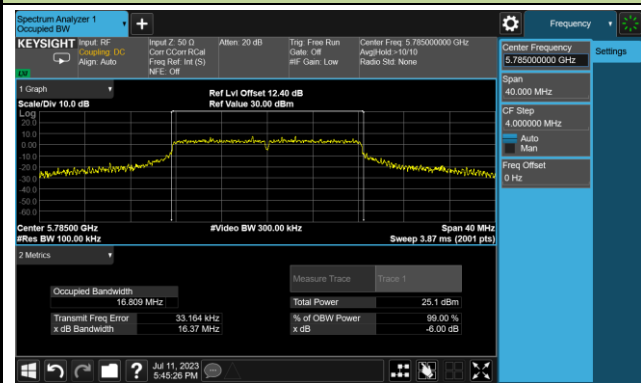 Spectrum Analyzer 1
Occupied BW
Frequency
KEYSIGHT
Input: RF
Coupling: DC
Align: Auto
Input Z: 50 Ω
Corr CCorr RCal
Freq Ref: Int (S)
NFE: Off
Atten: 20 dB
Trig: Free Run
Gate: Off
#IF Gain: Low
Center Freq: 5.785000000 GHz
Avg|Hold:>10/10
Radio Std: None
1 Graph
Scale/Div 10.0 dB
Ref Lvl Offset 12.40 dB
Ref Value 30.00 dBm
Log
20.0
10.0
0.00
-10.0
-20.0
-30.0
-40.0
-50.0
-60.0
Center 5.78500 GHz
#Res BW 100.00 kHz
#Video BW 300.00 kHz
Span 40 MHz
Sweep 3.87 ms (2001 pts)
2 Metrics
Measure Trace
Trace 1
Occupied Bandwidth
16.809 MHz
Total Power
25.1 dBm
Transmit Freq Error
33.164 kHz
% of OBW Power
99.00 %
x dB Bandwidth
16.37 MHz
x dB
-6.00 dB
Jul 11, 2023
5:45:26 PM
Center Frequency
5.785000000 GHz
Settings
Span
40.000 MHz
CF Step
4.000000 MHz
Auto
Man
Freq Offset
0 Hz